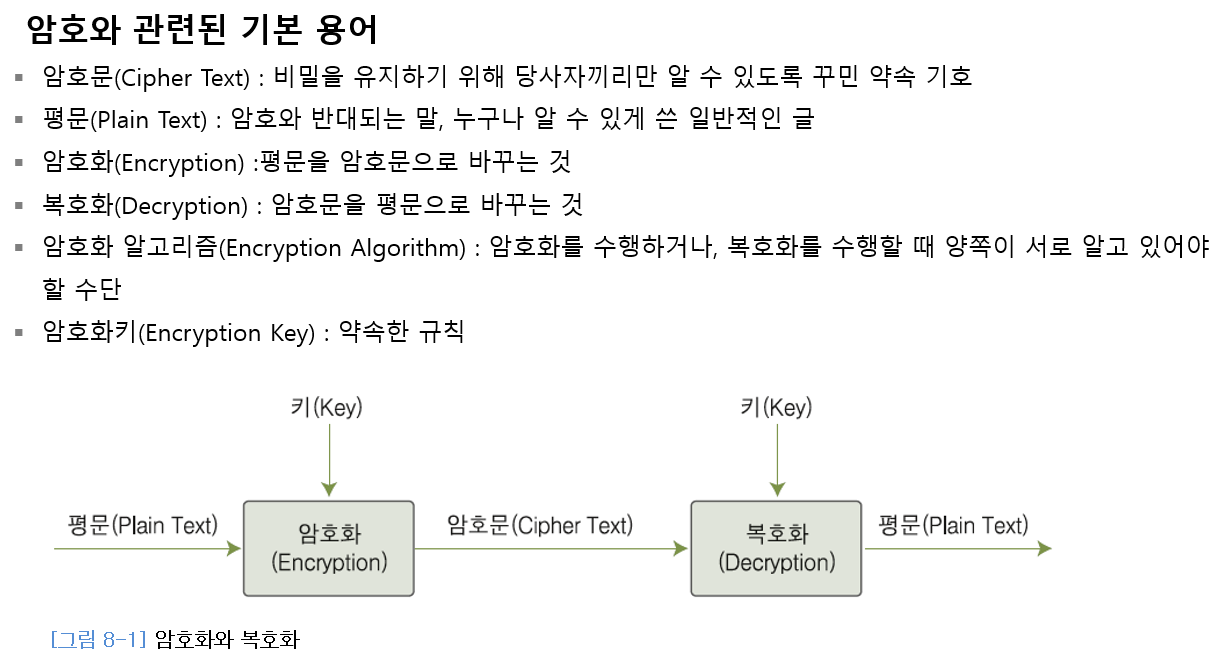 암호와 관련된 기본 용어
▪ 암호문(Cipher Text) : 비밀을 유지하기 위해 당사자끼리만 알 수 있도록 꾸민 약속 기호
▪ 평문(Plain Text) : 암호와 반대되는 말, 누구나 알 수 있게 쓴 일반적인 글
▪ 암호화(Encryption) :평문을 암호문으로 바꾸는 것
▪ 복호화(Decryption) : 암호문을 평문으로 바꾸는 것
▪ 암호화 알고리즘(Encryption Algorithm) : 암호화를 수행하거나, 복호화를 수행할 때 양쪽이 서로 알고 있어야
할 수단
▪ 암호화키(Encryption Key) : 약속한 규칙
키(Key)
키(Key)
평문(Plain Text)
암호화
(Encryption)
암호문(Cipher Text)
복호화
(Decryption)
평문(Plain Text)
[그림 8-1] 암호화와 복호화